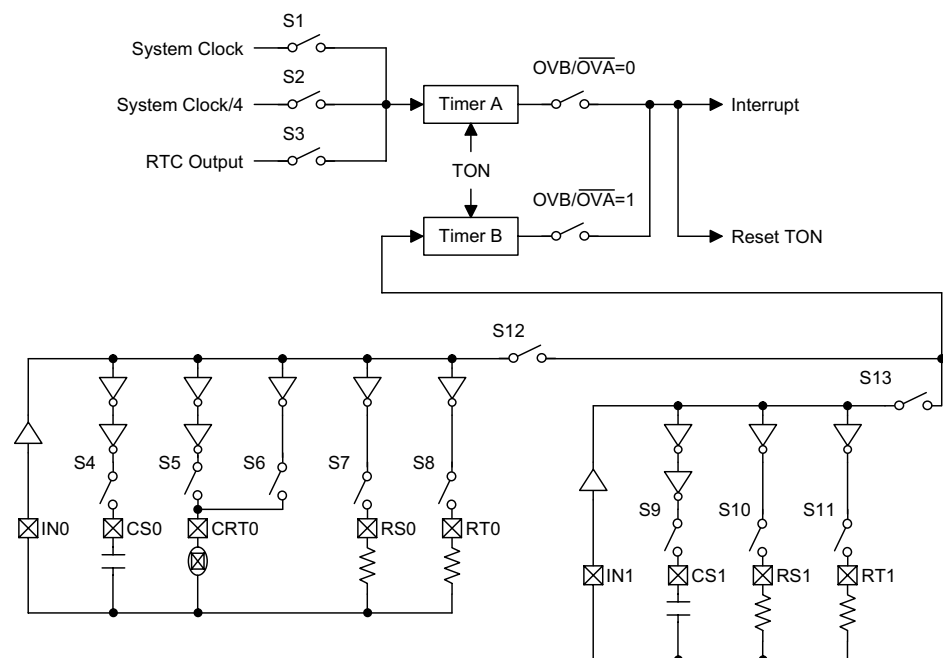 S1
System Clock
S2
OVB/O̅V̅A̅=0
System Clock/4
Timer A
Interrupt
S3
RTC Output
TON
OVB/O̅V̅A̅=1
Timer B
Reset TON
S12
S13
S4
S5
S6
S7
S8
S9
S10
S11
IN0
CS0
CRT0
RS0
RT0
IN1
CS1
RS1
RT1